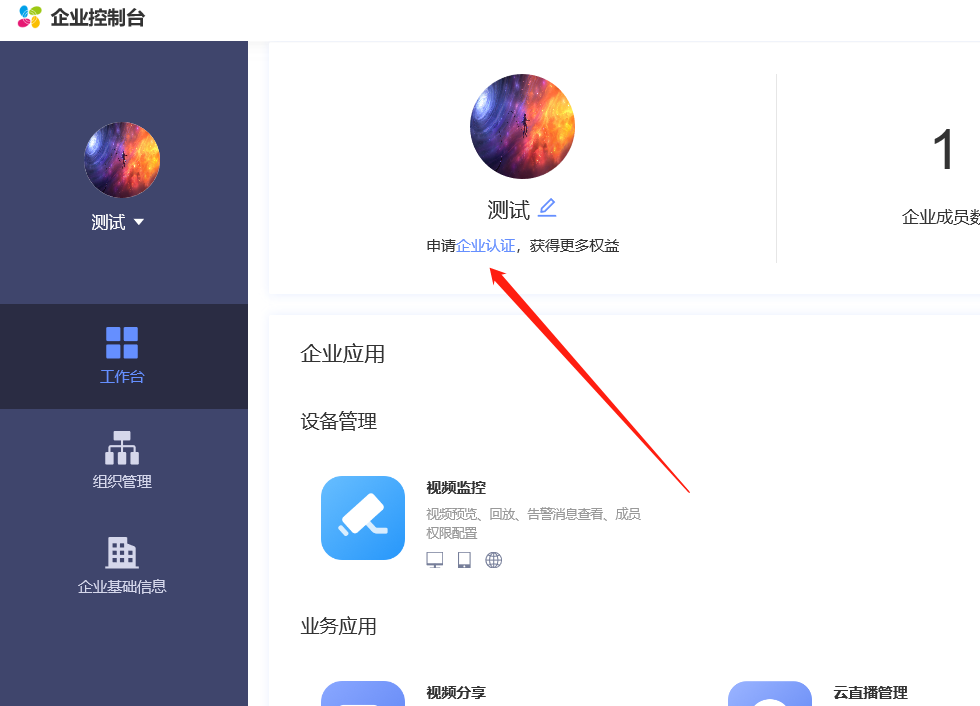 企业控制台
测试
工作台
组织管理
企业基础信息
测试
申请企业认证，获得更多权益
1
企业成员数
企业应用
设备管理
视频监控
视频预览、回放、告警消息查看、成员
权限配置
业务应用
视频分享
云直播管理